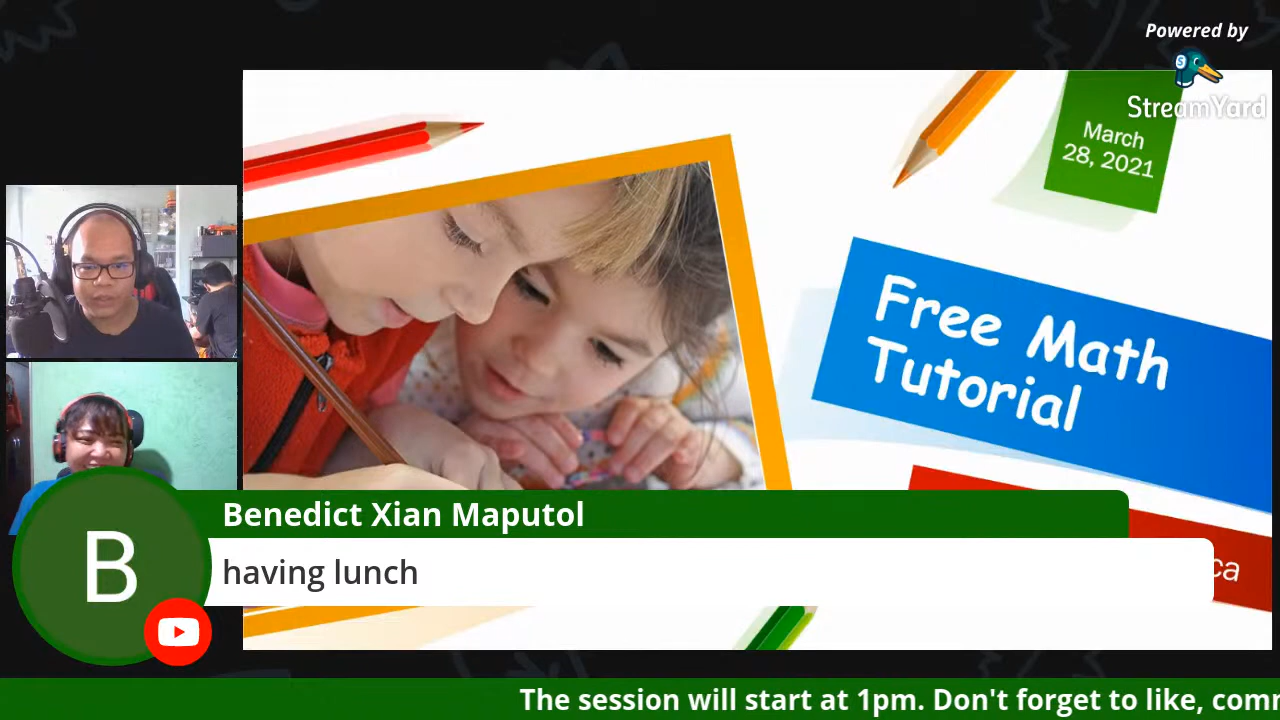 Powered by
StreamYard
March
28, 2021
Free Math
Tutorial
Benedict Xian Maputol
B
having lunch
The session will start at 1pm. Don't forget to like,